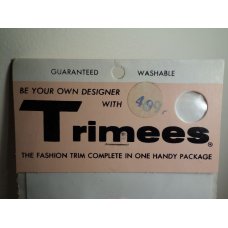 GUARANTEED WASHABLE
BE YOUR OWN DESIGNER
WITH 4.99
Trimees®
THE FASHION TRIM COMPLETE IN ONE HANDY PACKAGE